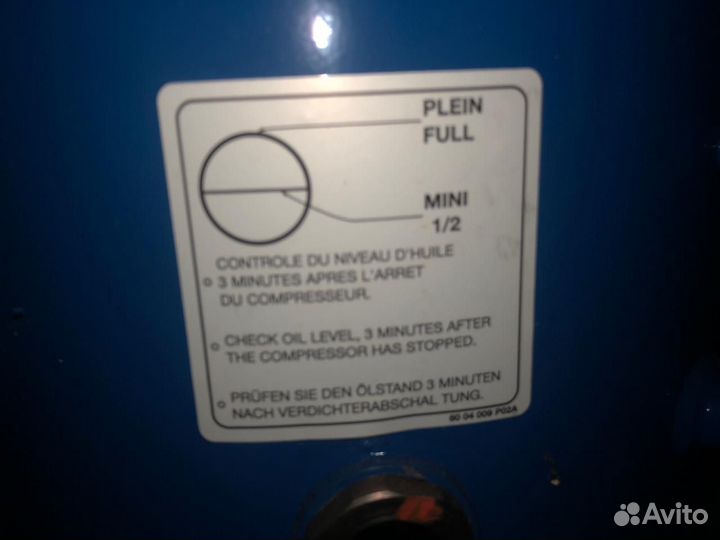 PLEIN
FULL
MINI
1/2
CONTROLE DU NIVEAU D'HUILE
3 MINUTES APRES L'ARRET
DU COMPRESSEUR.
CHECK OIL LEVEL, 3 MINUTES AFTER
THE COMPRESSOR HAS STOPPED.
PRÜFEN SIE DEN ÖLSTAND 3 MINUTEN
NACH VERDICHTERABSCHAL TUNG.
60 04 009 P02A
Avito